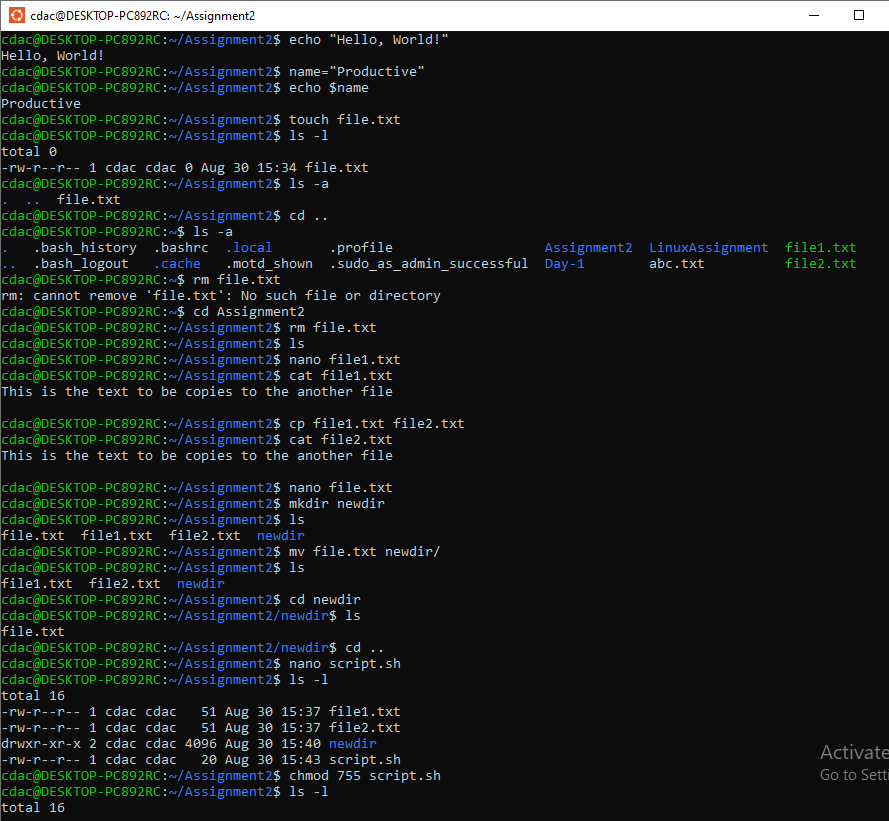 cdac@DESKTOP-PC892RC: ~/Assignment2
cdac@DESKTOP-PC892RC:~/Assignment2$ echo "Hello, World!"
Hello, World!
cdac@DESKTOP-PC892RC:~/Assignment2$ name="Productive"
cdac@DESKTOP-PC892RC:~/Assignment2$ echo $name
Productive
cdac@DESKTOP-PC892RC:~/Assignment2$ touch file.txt
cdac@DESKTOP-PC892RC:~/Assignment2$ ls -l
total 0
-rw-r--r-- 1 cdac cdac 0 Aug 30 15:34 file.txt
cdac@DESKTOP-PC892RC:~/Assignment2$ ls -a
.  ..  file.txt
cdac@DESKTOP-PC892RC:~/Assignment2$ cd ..
cdac@DESKTOP-PC892RC:~$ ls -a
.   .bash_history  .bashrc  .local       .profile                   Assignment2  LinuxAssignment  file1.txt
..  .bash_logout   .cache   .motd_shown  .sudo_as_admin_successful  Day-1        abc.txt          file2.txt
cdac@DESKTOP-PC892RC:~$ rm file.txt
rm: cannot remove 'file.txt': No such file or directory
cdac@DESKTOP-PC892RC:~$ cd Assignment2
cdac@DESKTOP-PC892RC:~/Assignment2$ rm file.txt
cdac@DESKTOP-PC892RC:~/Assignment2$ ls
cdac@DESKTOP-PC892RC:~/Assignment2$ nano file1.txt
cdac@DESKTOP-PC892RC:~/Assignment2$ cat file1.txt
This is the text to be copies to the another file
cdac@DESKTOP-PC892RC:~/Assignment2$ cp file1.txt file2.txt
cdac@DESKTOP-PC892RC:~/Assignment2$ cat file2.txt
This is the text to be copies to the another file
cdac@DESKTOP-PC892RC:~/Assignment2$ nano file.txt
cdac@DESKTOP-PC892RC:~/Assignment2$ mkdir newdir
cdac@DESKTOP-PC892RC:~/Assignment2$ ls
file.txt  file1.txt  file2.txt  newdir
cdac@DESKTOP-PC892RC:~/Assignment2$ mv file.txt newdir/
cdac@DESKTOP-PC892RC:~/Assignment2$ ls
file1.txt  file2.txt  newdir
cdac@DESKTOP-PC892RC:~/Assignment2$ cd newdir
cdac@DESKTOP-PC892RC:~/Assignment2/newdir$ ls
file.txt
cdac@DESKTOP-PC892RC:~/Assignment2/newdir$ cd ..
cdac@DESKTOP-PC892RC:~/Assignment2$ nano script.sh
cdac@DESKTOP-PC892RC:~/Assignment2$ ls -l
total 16
-rw-r--r-- 1 cdac cdac   51 Aug 30 15:37 file1.txt
-rw-r--r-- 1 cdac cdac   51 Aug 30 15:37 file2.txt
drwxr-xr-x 2 cdac cdac 4096 Aug 30 15:40 newdir
-rw-r--r-- 1 cdac cdac   20 Aug 30 15:43 script.sh
cdac@DESKTOP-PC892RC:~/Assignment2$ chmod 755 script.sh
cdac@DESKTOP-PC892RC:~/Assignment2$ ls -l
total 16
Activate
Go to Setti